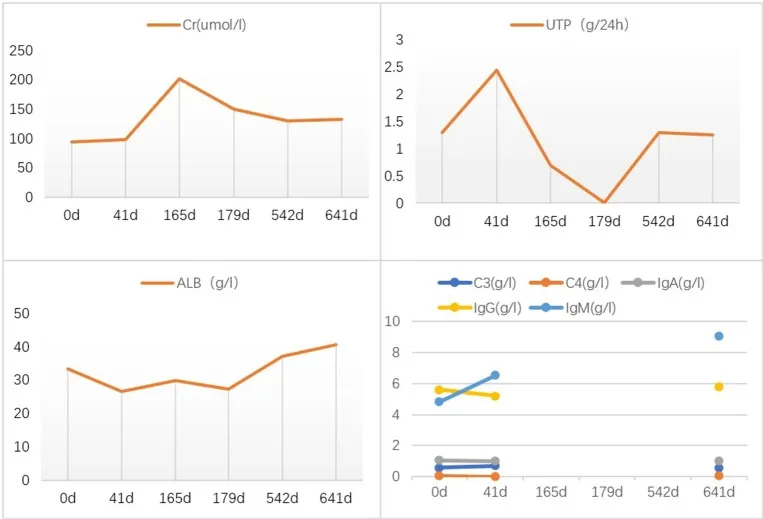 Cr(umol/l)
250
200
150
100
50
0
0d 41d 165d 179d 542d 641d
UTP（g/24h）
3
2.5
2
1.5
1
0.5
0
0d 41d 165d 179d 542d 641d
ALB（g/l）
50
40
30
20
10
0
0d 41d 165d 179d 542d 641d
C3(g/l) C4(g/l） IgA(g/l)
IgG(g/l) IgM(g/l)
10
8
6
4
2
0
0d 41d 165d 179d 542d 641d